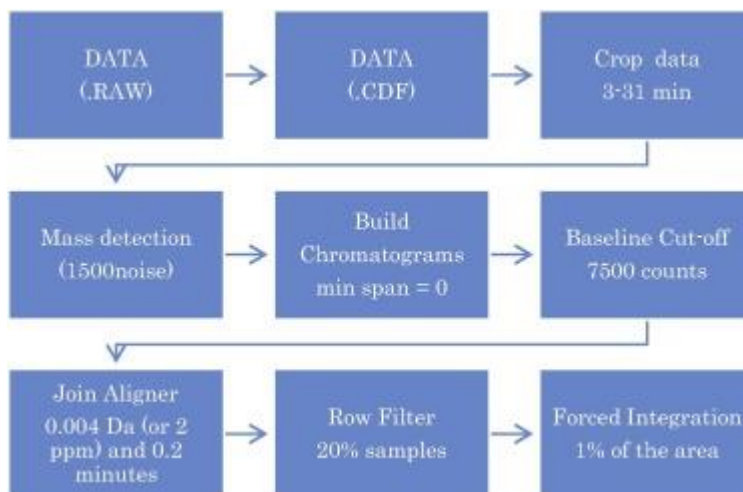 DATA
(.RAW)
DATA
(.CDF)
Crop data
3-31 min
Mass detection
(1500noise)
Build
Chromatograms
min span = 0
Baseline Cut-off
7500 counts
Join Aligner
0.004 Da (or 2
ppm) and 0.2
minutes
Row Filter
20% samples
Forced Integration
1% of the area